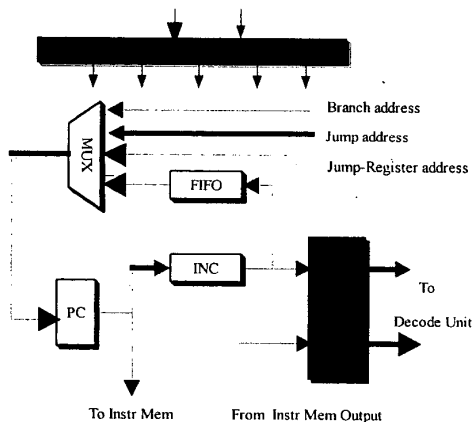 Branch address
Jump address
MUX
Jump-Register address
FIFO
INC
PC
To
Decode Unit
To Instr Mem
From Instr Mem Output